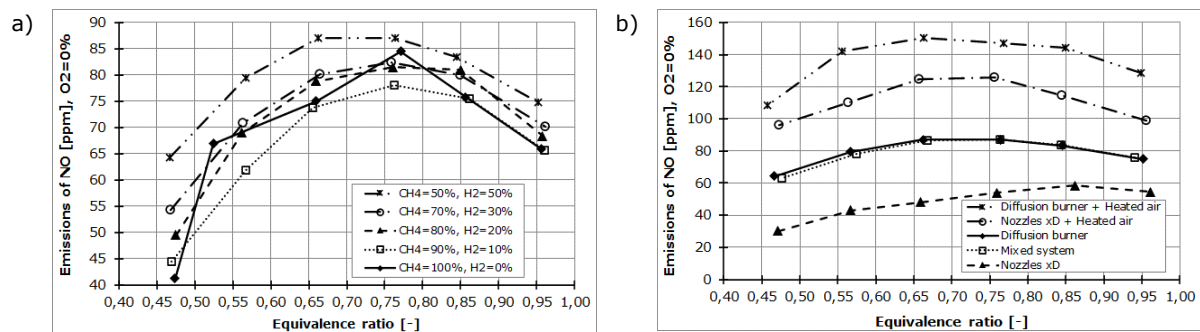 a)
Emissions of NO [ppm], O2=0%
90
85
80
75
70
65
60
55
50
45
40
0,40 0,45 0,50 0,55 0,60 0,65 0,70 0,75 0,80 0,85 0,90 0,95 1,00
Equivalence ratio [-]
CH4=50%, H2=50%
CH4=70%, H2=30%
CH4=80%, H2=20%
CH4=90%, H2=10%
CH4=100%, H2=0%
b)
Emissions of NO [ppm], O2=0%
160
140
120
100
80
60
40
20
0
0,40 0,45 0,50 0,55 0,60 0,65 0,70 0,75 0,80 0,85 0,90 0,95 1,00
Equivalence ratio [-]
Diffusion burner + Heated air
Nozzles xD + Heated air
Diffusion burner
Mixed system
Nozzles xD